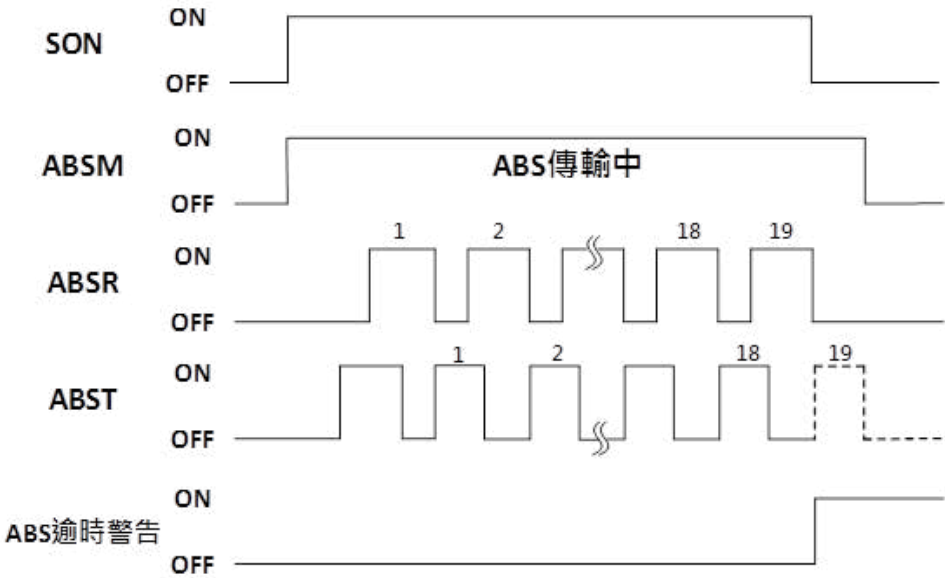 SON
ON
OFF
ABSM
ON
ABS傳輸中
OFF
ABSR
ON
1 2 18 19
OFF
ABST
ON
1 2 18 19
OFF
ABS逾時警告
ON
OFF